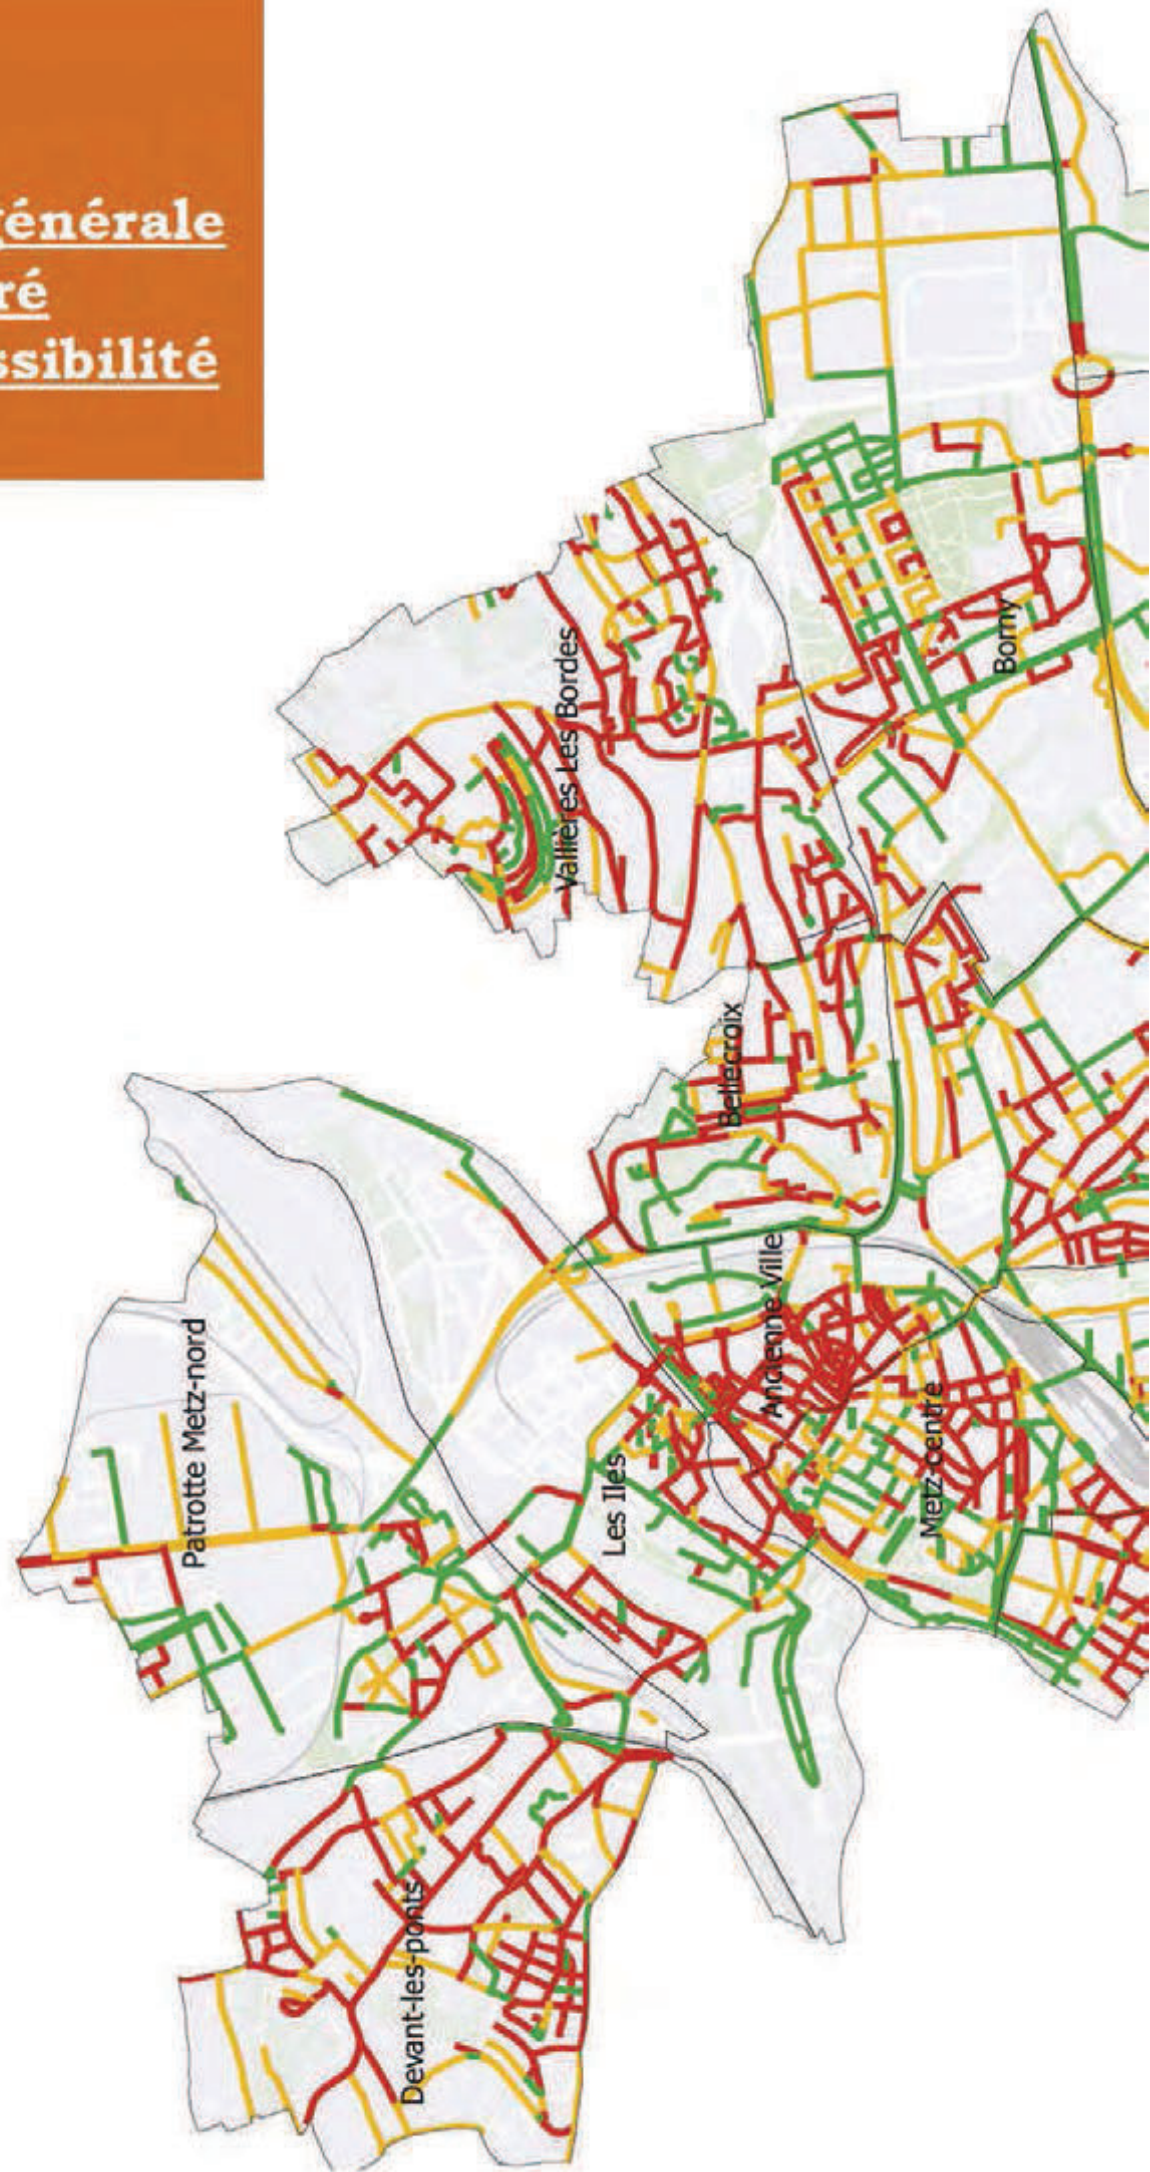 énérale
ré
ssibilité
Vallières Les Bordes
Borny
Bellecroix
Patrotte Metz-nord
Ancienne Ville
Les Iles
Metz-centre
Devant-les-ponts